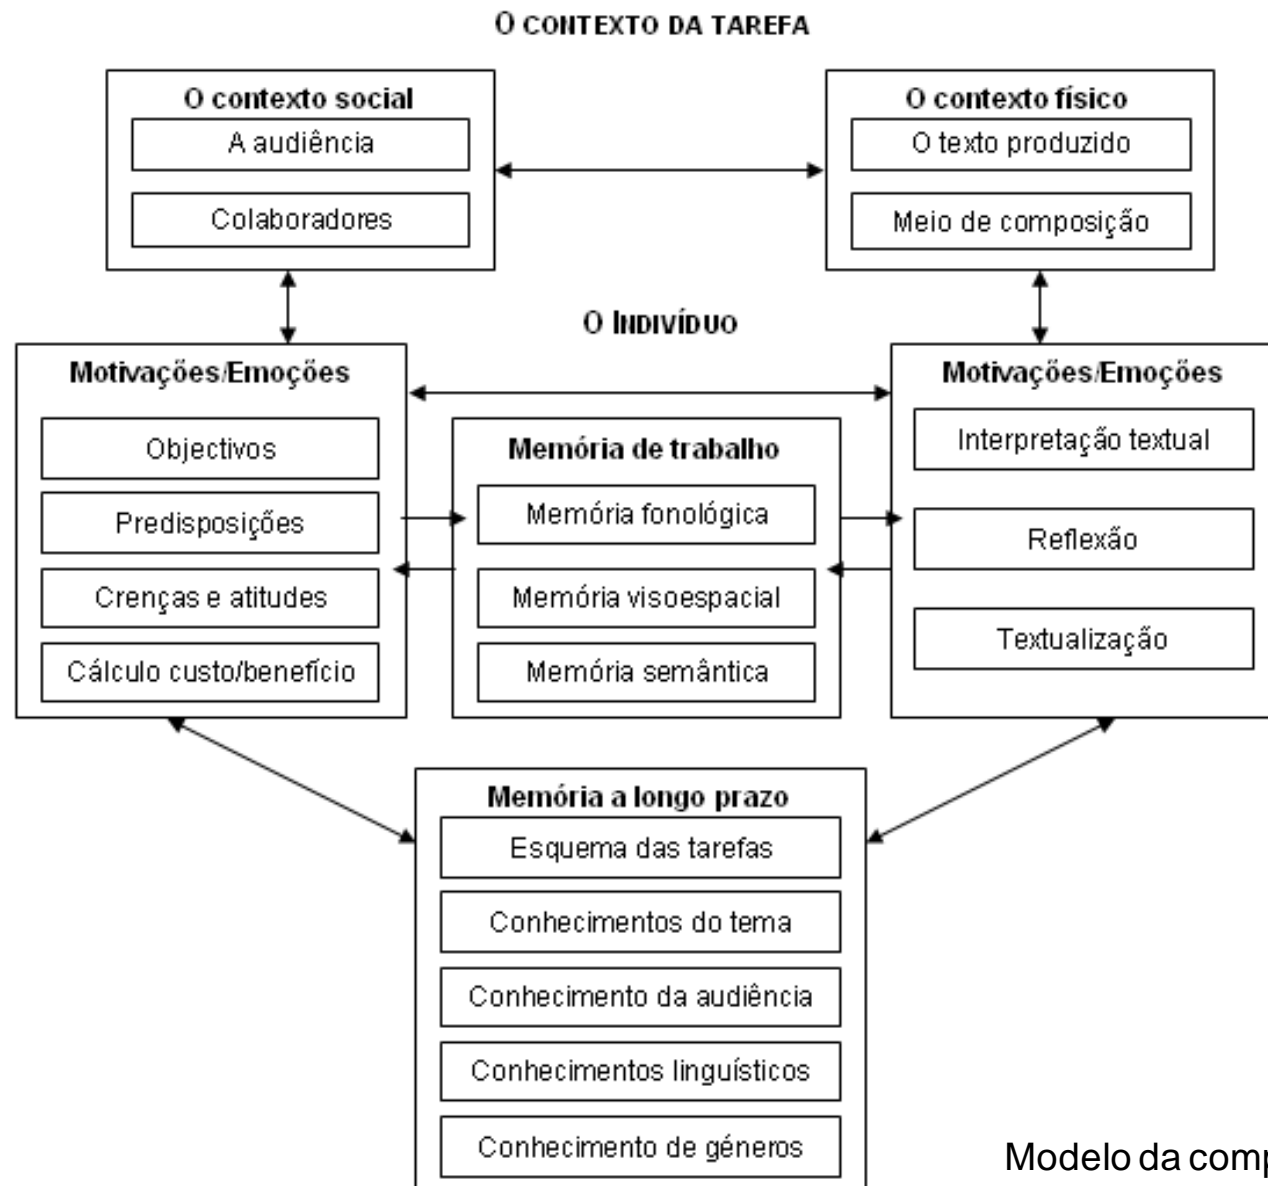 O CONTEXTO DA TAREFA
O contexto social
A audiência
Colaboradores
O contexto físico
O texto produzido
Meio de composição
O INDIVÍDUO
Motivações/Emoções
Objectivos
Predisposições
Crenças e atitudes
Cálculo custo/benefício
Memória de trabalho
Memória fonológica
Memória visoespacial
Memória semântica
Motivações/Emoções
Interpretação textual
Reflexão
Textualização
Memória a longo prazo
Esquema das tarefas
Conhecimentos do tema
Conhecimento da audiência
Conhecimentos linguísticos
Conhecimento de géneros
Modelo da comp